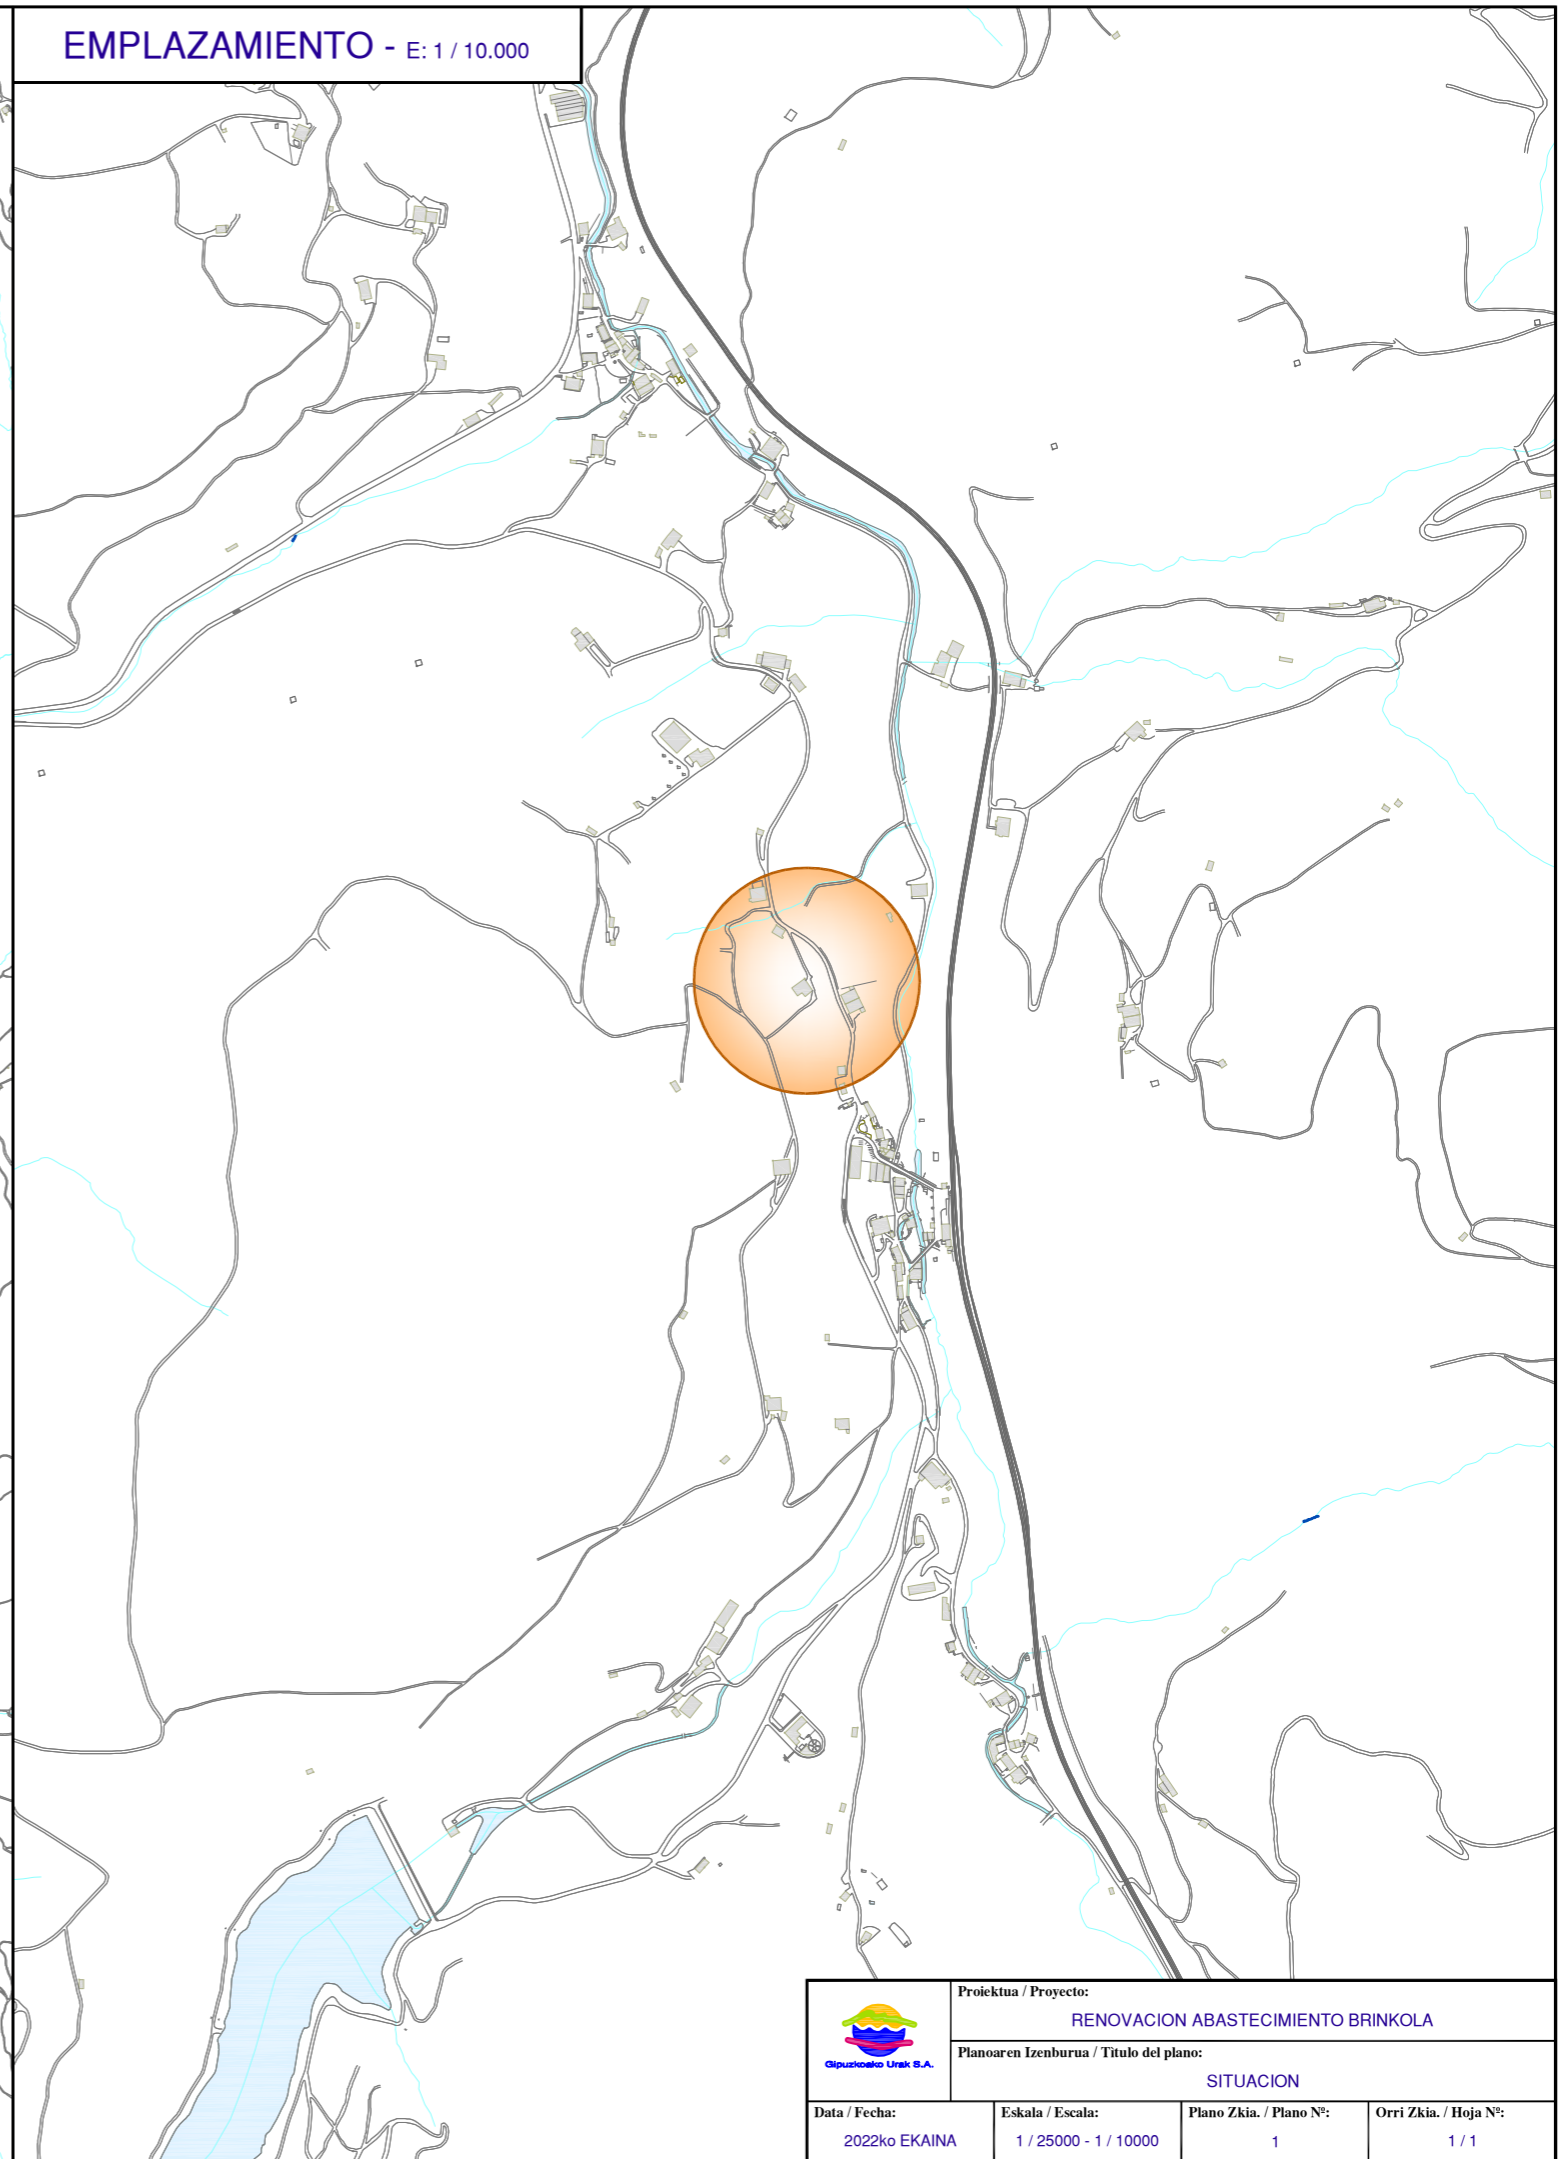 EMPLAZAMIENTO - E: 1 / 10.000
Proiektua / Proyecto:
RENOVACION ABASTECIMIENTO BRINKOLA
Planoaren Izenburua / Titulo del plano:
SITUACION
Gipuzkoako Urak S.A.
Data / Fecha:
2022ko EKAINA
Eskala / Escala:
1 / 25000 - 1 / 10000
Plano Zkia. / Plano Nº:
1
Orri Zkia. / Hoja Nº:
1 / 1